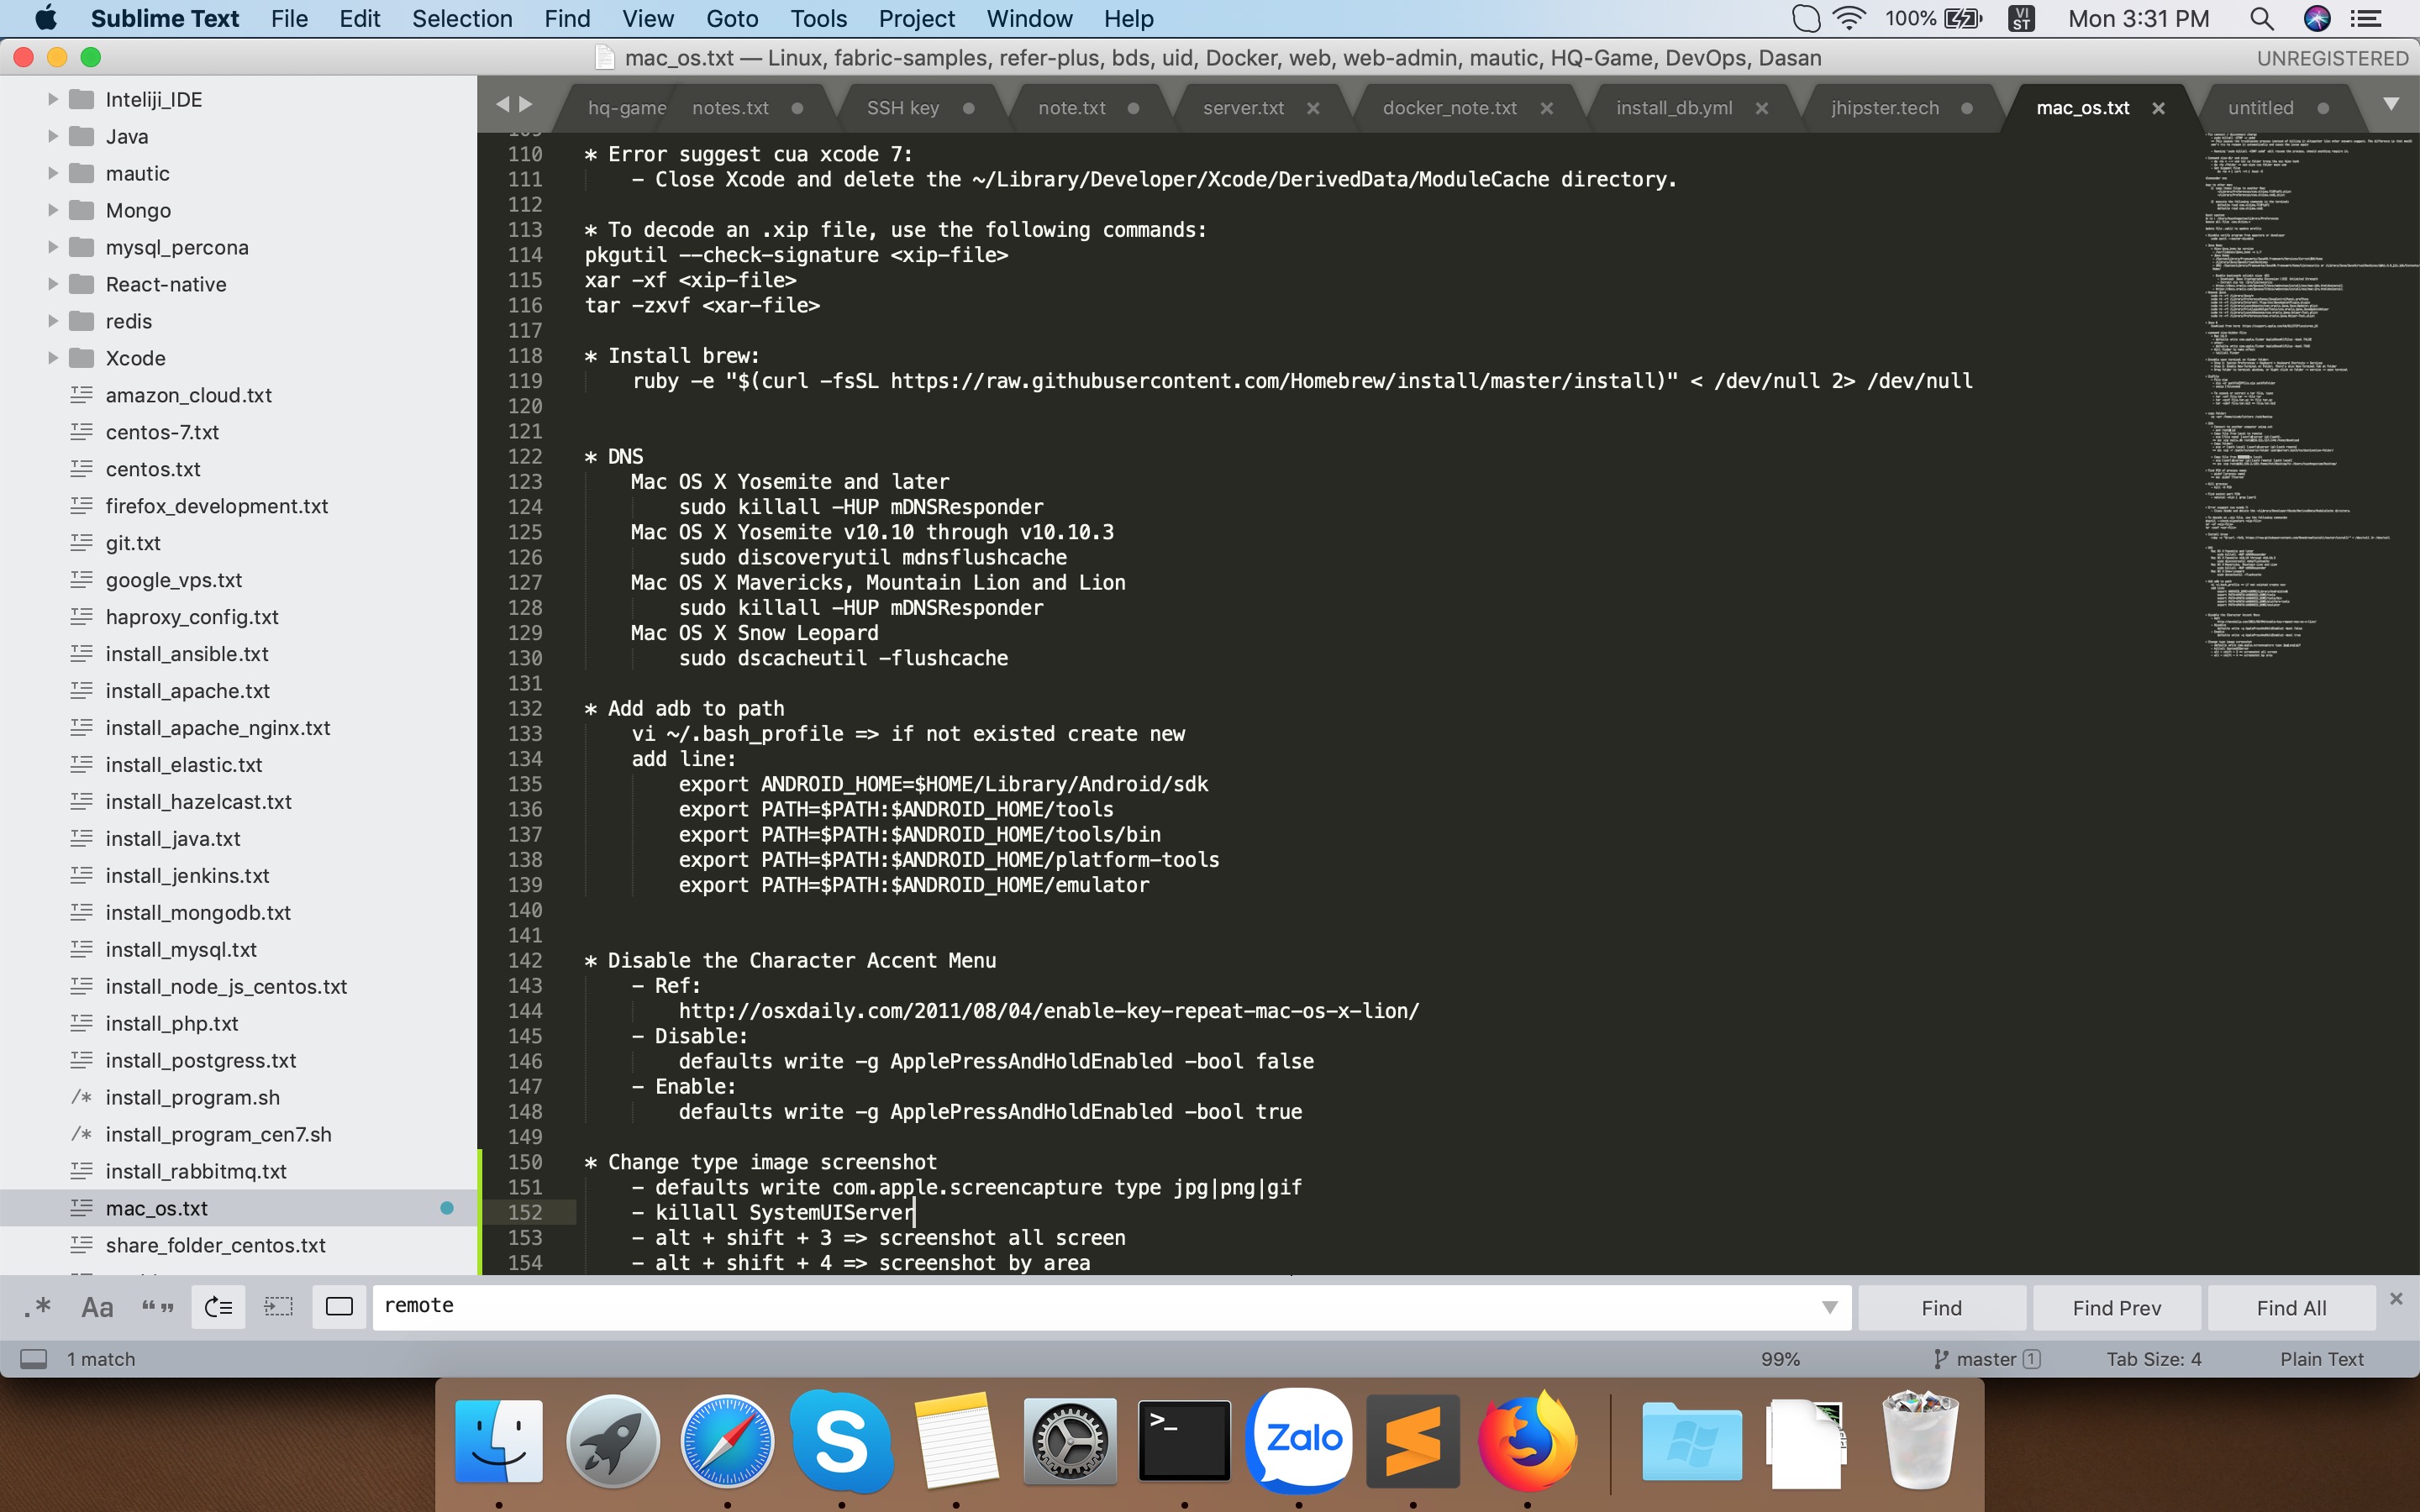 Sublime Text File Edit Selection Find View Goto Tools Project Window Help 100% VI ST Mon 3:31 PM
mac_os.txt — Linux, fabric-samples, refer-plus, bds, uid, Docker, web, web-admin, mautic, HQ-Game, DevOps, Dasan UNREGISTERED
hq-game notes.txt SSH key note.txt server.txt docker_note.txt install_db.yml jhipster.tech mac_os.txt untitled
Inteliji_IDE
Java
mautic
Mongo
mysql_percona
React-native
redis
Xcode
amazon_cloud.txt
centos-7.txt
centos.txt
firefox_development.txt
git.txt
google_vps.txt
haproxy_config.txt
install_ansible.txt
install_apache.txt
install_apache_nginx.txt
install_elastic.txt
install_hazelcast.txt
install_java.txt
install_jenkins.txt
install_mongodb.txt
install_mysql.txt
install_node_js_centos.txt
install_php.txt
install_postgress.txt
/* install_program.sh
/* install_program_cen7.sh
install_rabbitmq.txt
mac_os.txt
share_folder_centos.txt
110 * Error suggest cua xcode 7:
111 - Close Xcode and delete the ~/Library/Developer/Xcode/DerivedData/ModuleCache directory.
112
113 * To decode an .xip file, use the following commands:
114 pkgutil --check-signature <xip-file>
115 xar -xf <xip-file>
116 tar -zxvf <xar-file>
117
118 * Install brew:
119 ruby -e "$(curl -fsSL https://raw.githubusercontent.com/Homebrew/install/master/install)" < /dev/null 2> /dev/null
120
121
122 * DNS
123 Mac OS X Yosemite and later
124 sudo killall -HUP mDNSResponder
125 Mac OS X Yosemite v10.10 through v10.10.3
126 sudo discoveryutil mdnsflushcache
127 Mac OS X Mavericks, Mountain Lion and Lion
128 sudo killall -HUP mDNSResponder
129 Mac OS X Snow Leopard
130 sudo dscacheutil -flushcache
131
132 * Add adb to path
133 vi ~/.bash_profile => if not existed create new
134 add line:
135 export ANDROID_HOME=$HOME/Library/Android/sdk
136 export PATH=$PATH:$ANDROID_HOME/tools
137 export PATH=$PATH:$ANDROID_HOME/tools/bin
138 export PATH=$PATH:$ANDROID_HOME/platform-tools
139 export PATH=$PATH:$ANDROID_HOME/emulator
140
141
142 * Disable the Character Accent Menu
143 - Ref:
144 http://osxdaily.com/2011/08/04/enable-key-repeat-mac-os-x-lion/
145 - Disable:
146 defaults write -g ApplePressAndHoldEnabled -bool false
147 - Enable:
148 defaults write -g ApplePressAndHoldEnabled -bool true
149
150 * Change type image screenshot
151 - defaults write com.apple.screencapture type jpg|png|gif
152 - killall SystemUIServer
153 - alt + shift + 3 => screenshot all screen
154 - alt + shift + 4 => screenshot by area
.* Aa “ ” remote Find Find Prev Find All
1 match 99% master 1 Tab Size: 4 Plain Text
S >_ Zalo